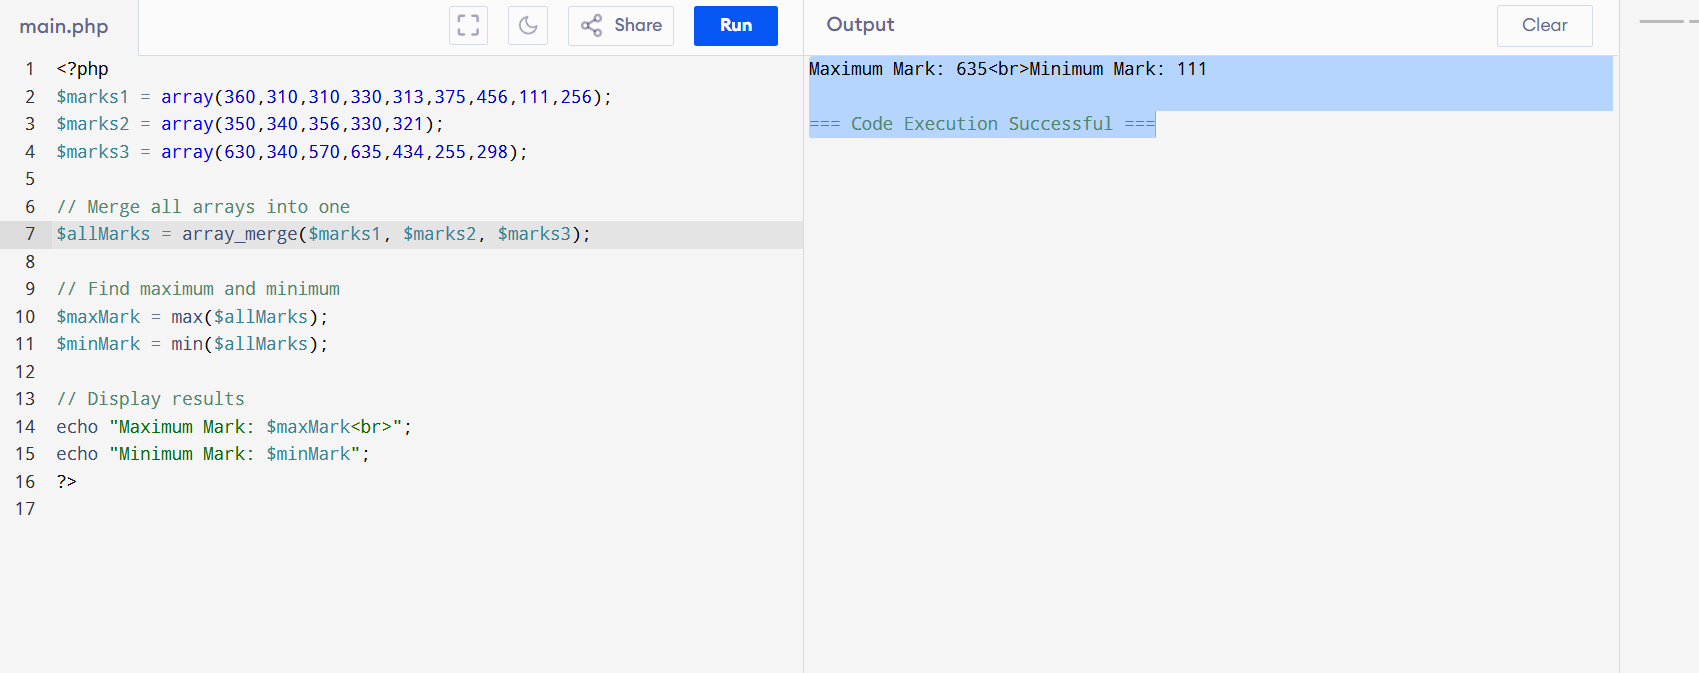 main.php
Share
Run
Output
Clear
1 <?php
2 $marks1 = array(360,310,310,330,313,375,456,111,256);
3 $marks2 = array(350,340,356,330,321);
4 $marks3 = array(630,340,570,635,434,255,298);
5
6 // Merge all arrays into one
7 $allMarks = array_merge($marks1, $marks2, $marks3);
8
9 // Find maximum and minimum
10 $maxMark = max($allMarks);
11 $minMark = min($allMarks);
12
13 // Display results
14 echo "Maximum Mark: $maxMark<br>";
15 echo "Minimum Mark: $minMark";
16 ?>
17
Maximum Mark: 635<br>Minimum Mark: 111
=== Code Execution Successful ===